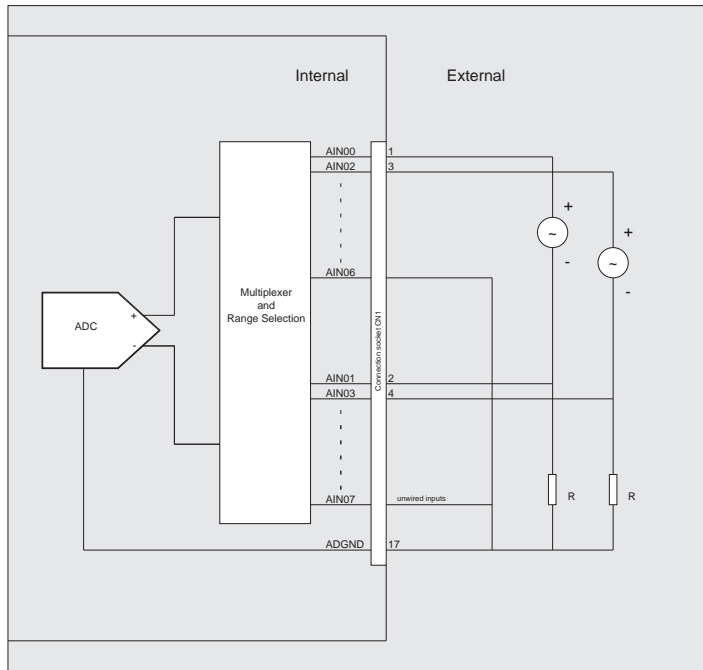 Internal
External
AIN00
1
AIN02
3
+
~
-
+
~
-
AIN06
Multiplexer
and
Range Selection
ADC
+
-
Connection socket CN1
AIN01
2
AIN03
4
AIN07
unwired inputs
R
R
ADGND
17